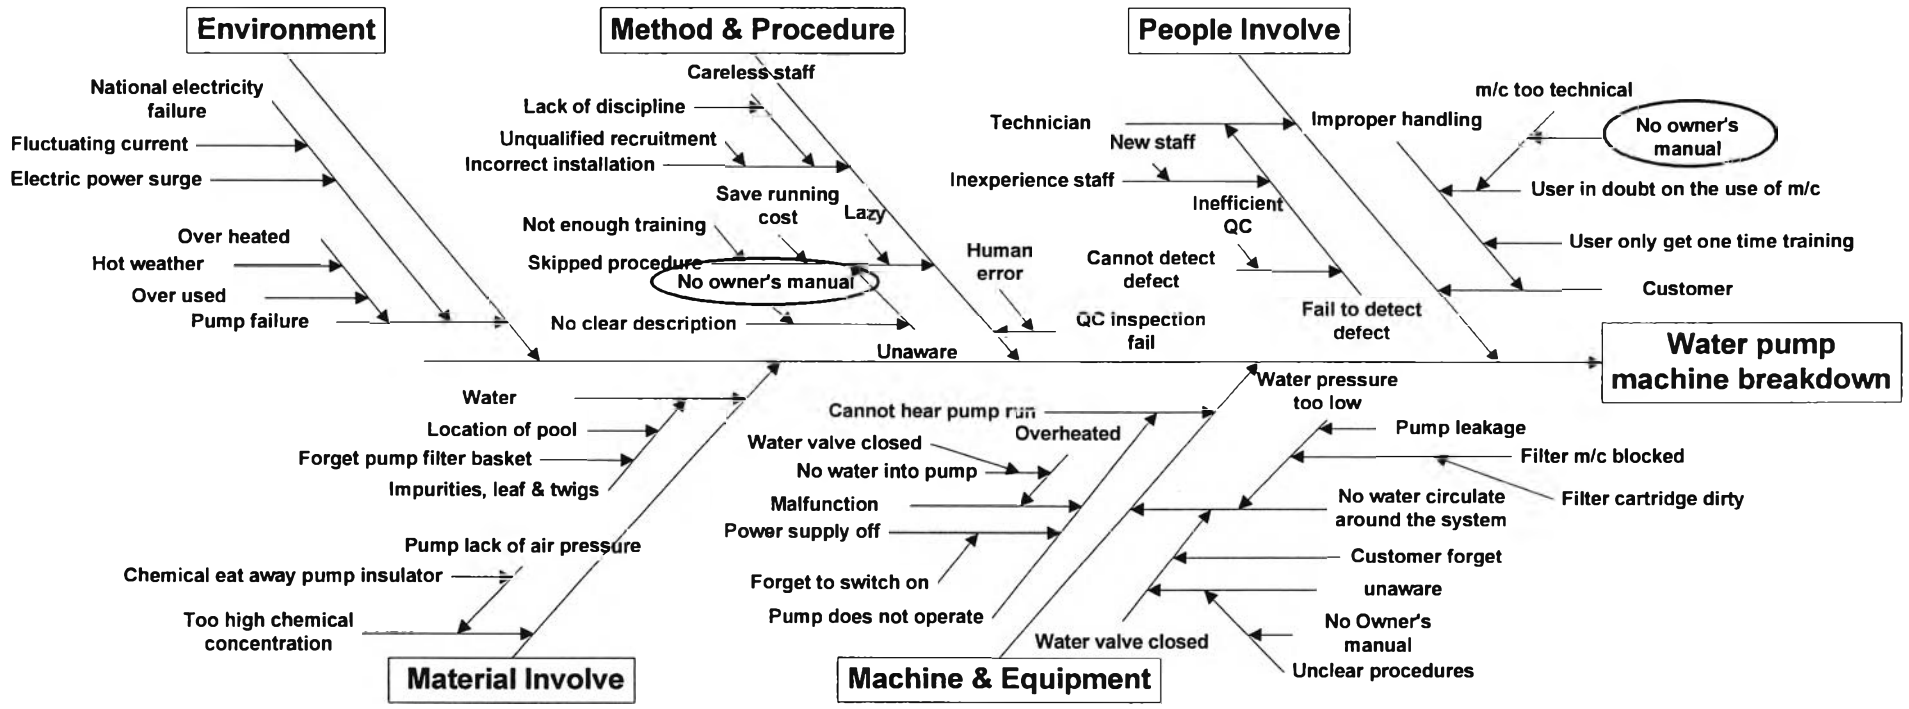 Environment
Method & Procedure
People Involve
National electricity
failure
Fluctuating current
Electric power surge
Over heated
Hot weather
Over used
Pump failure
Careless staff
Lack of discipline
Unqualified recruitment
Incorrect installation
Save running
cost
Lazy
Not enough training
Skipped procedure
No owner's manual
No clear description
Unaware
Human
error
QC inspection
fail
Technician
New staff
Inexperience staff
Inefficient
QC
Cannot detect
defect
Fail to detect
defect
Improper handling
m/c too technical
No owner's
manual
User in doubt on the use of m/c
User only get one time training
Customer
Water pump
machine breakdown
Water
Location of pool
Forget pump filter basket
Impurities, leaf & twigs
Pump lack of air pressure
Chemical eat away pump insulator
Too high chemical
concentration
Material Involve
Cannot hear pump run
Overheated
Water valve closed
No water into pump
Malfunction
Power supply off
Forget to switch on
Pump does not operate
Water pressure
too low
Pump leakage
Filter m/c blocked
Filter cartridge dirty
No water circulate
around the system
Customer forget
unaware
No Owner's
manual
Unclear procedures
Water valve closed
Machine & Equipment